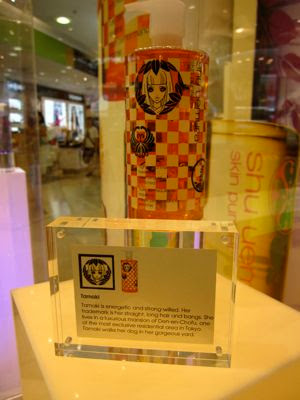 shu uem
skin puri
Tamaki
Tamaki is energetic and strong-willed. Her
trademark is her straight, long hair and bangs. She
lives in a luxurious mansion of Den-en-Chofu, one
of the most exclusive residential area in Tokyo.
Tamaki walks her dog in her gorgeous yard.